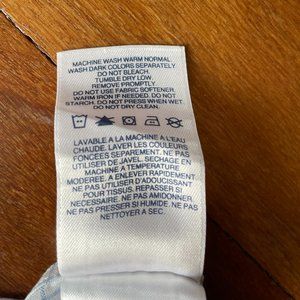 MACHINE WASH WARM NORMAL
WASH DARK COLORS SEPARATELY.
DO NOT BLEACH.
TUMBLE DRY LOW.
REMOVE PROMPTLY.
DO NOT USE FABRIC SOFTENER.
WARM IRON IF NEEDED. DO NOT
STARCH. DO NOT PRESS WHEN WET.
DO NOT DRY CLEAN.
LAVABLE A LA MACHINE A L'EAU
CHAUDE. LAVER LES COULEURS
FONCEES SEPAREMENT. NE PAS
UTILISER DE JAVEL. SECHAGE EN
MACHINE A TEMPERATURE
MODEREE. A ENLEVER RAPIDEMENT.
NE PAS UTILISER D'ADOUCISSANT
POUR TISSUS. REPASSER SI
NECESSAIRE. NE PAS AMIDONNER.
NE PAS PRESSER SI HUMIDE. NE PAS
NETTOYER A SEC.